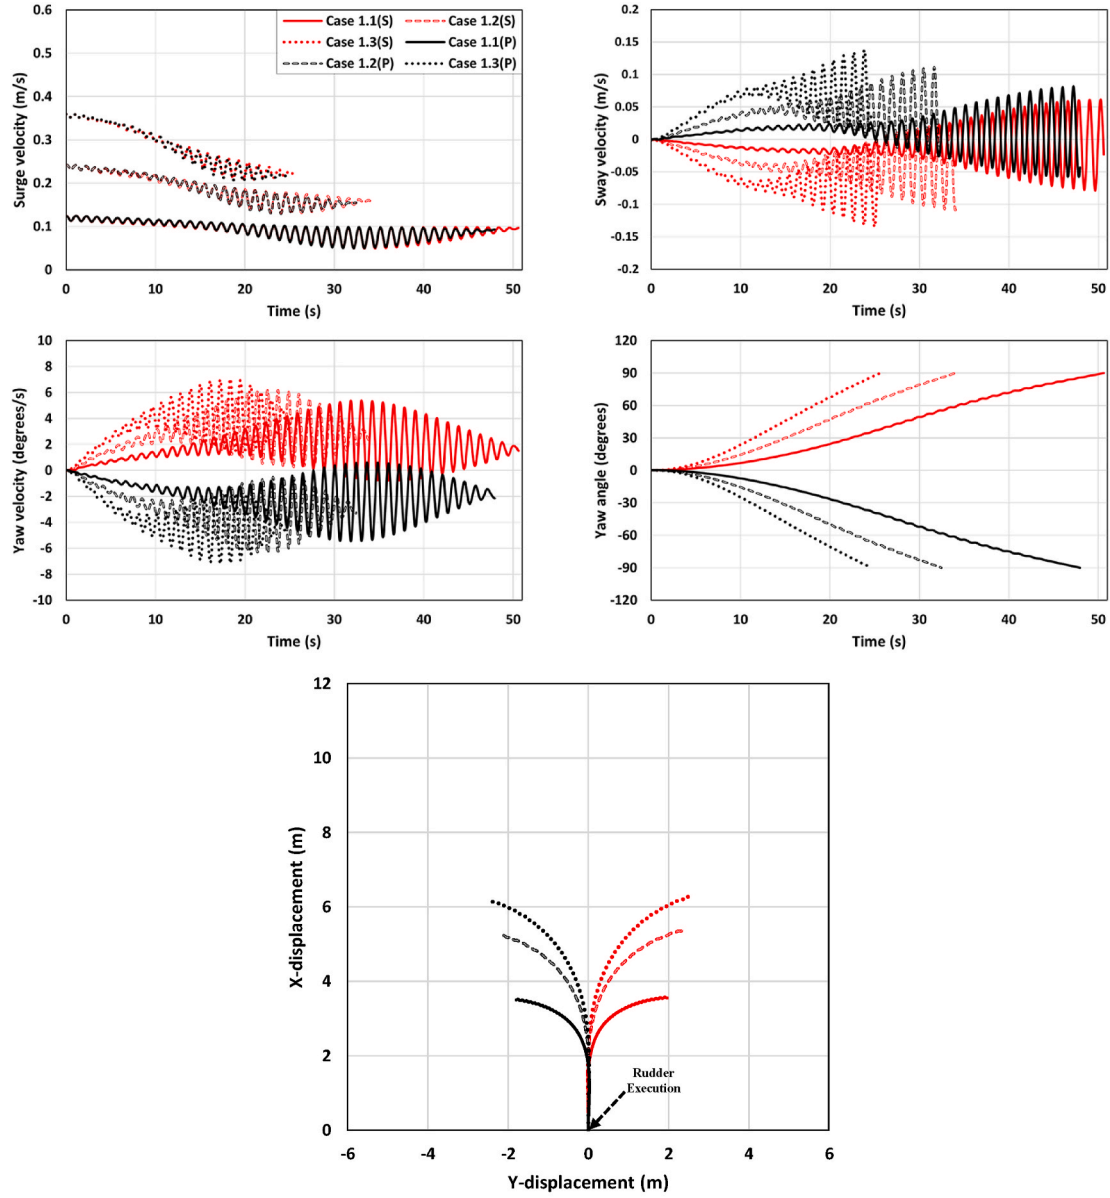 0.6
0.5
0.4
0.3
0.2
0.1
0
Surge velocity (m/s)
Case 1.1(S) Case 1.2(S)
Case 1.3(S) Case 1.1(P)
Case 1.2(P) Case 1.3(P)
0 10 20 30 40 50
Time (s)
0.2
0.15
0.1
0.05
0
-0.05
-0.1
-0.15
-0.2
Sway velocity (m/s)
0 10 20 30 40 50
Time (s)
10
8
6
4
2
0
-2
-4
-6
-8
-10
Yaw velocity (degrees/s)
0 10 20 30 40 50
Time (s)
120
90
60
30
0
-30
-60
-90
-120
Yaw angle (degrees)
0 10 20 30 40 50
Time (s)
12
10
8
6
4
2
0
X-displacement (m)
Rudder
Execution
-6 -4 -2 0 2 4 6
Y-displacement (m)